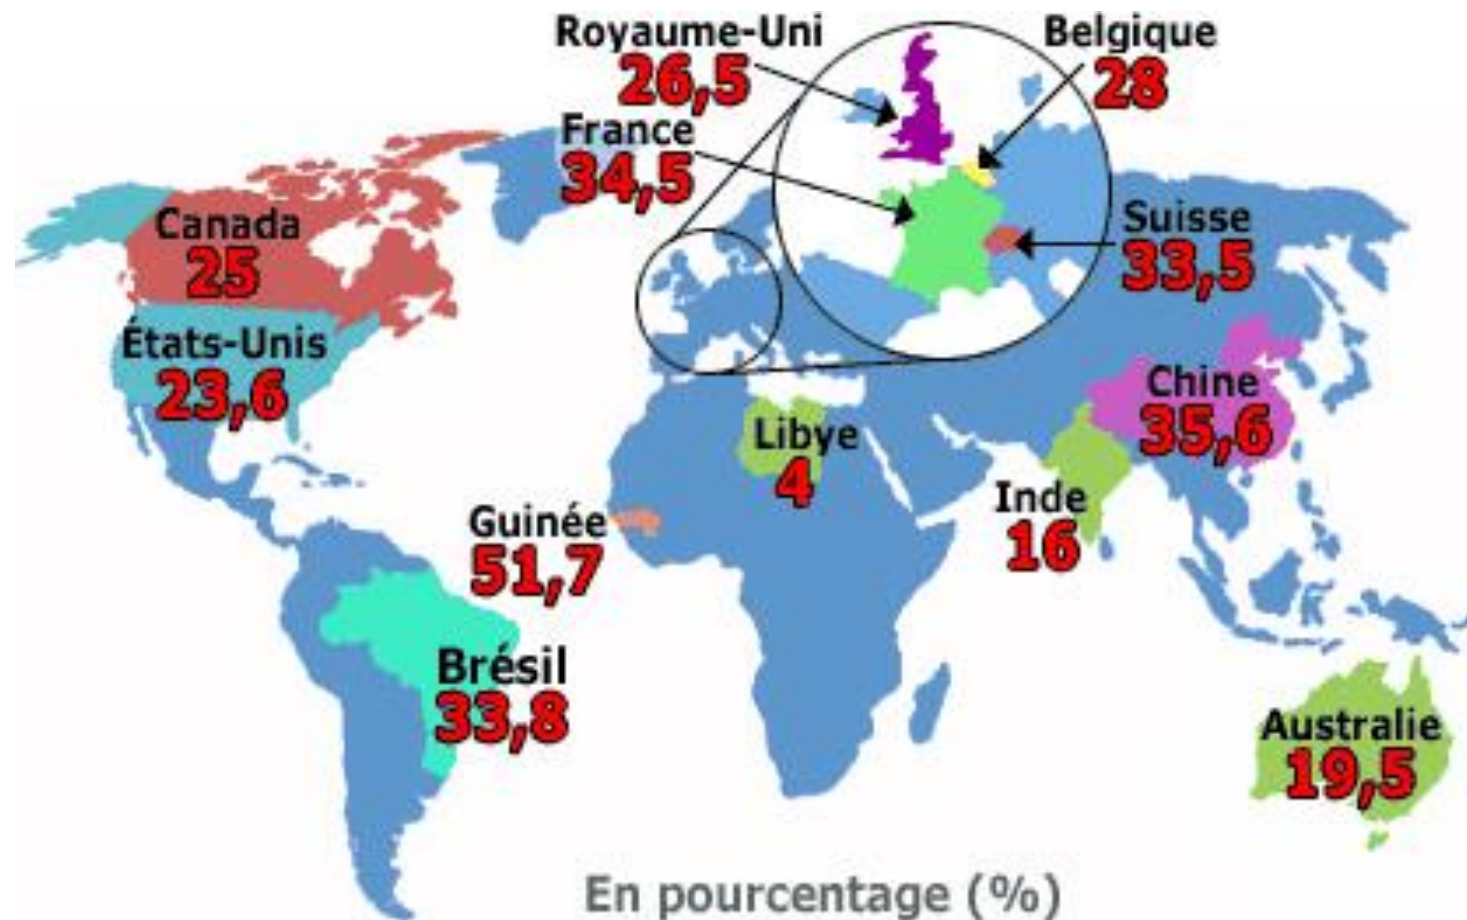 Royaume-Uni
26,5
Belgique
28
France
34,5
Canada
25
Suisse
33,5
États-Unis
23,6
Chine
35,6
Libye
4
Inde
16
Guinée
51,7
Brésil
33,8
Australie
19,5
En pourcentage (%)